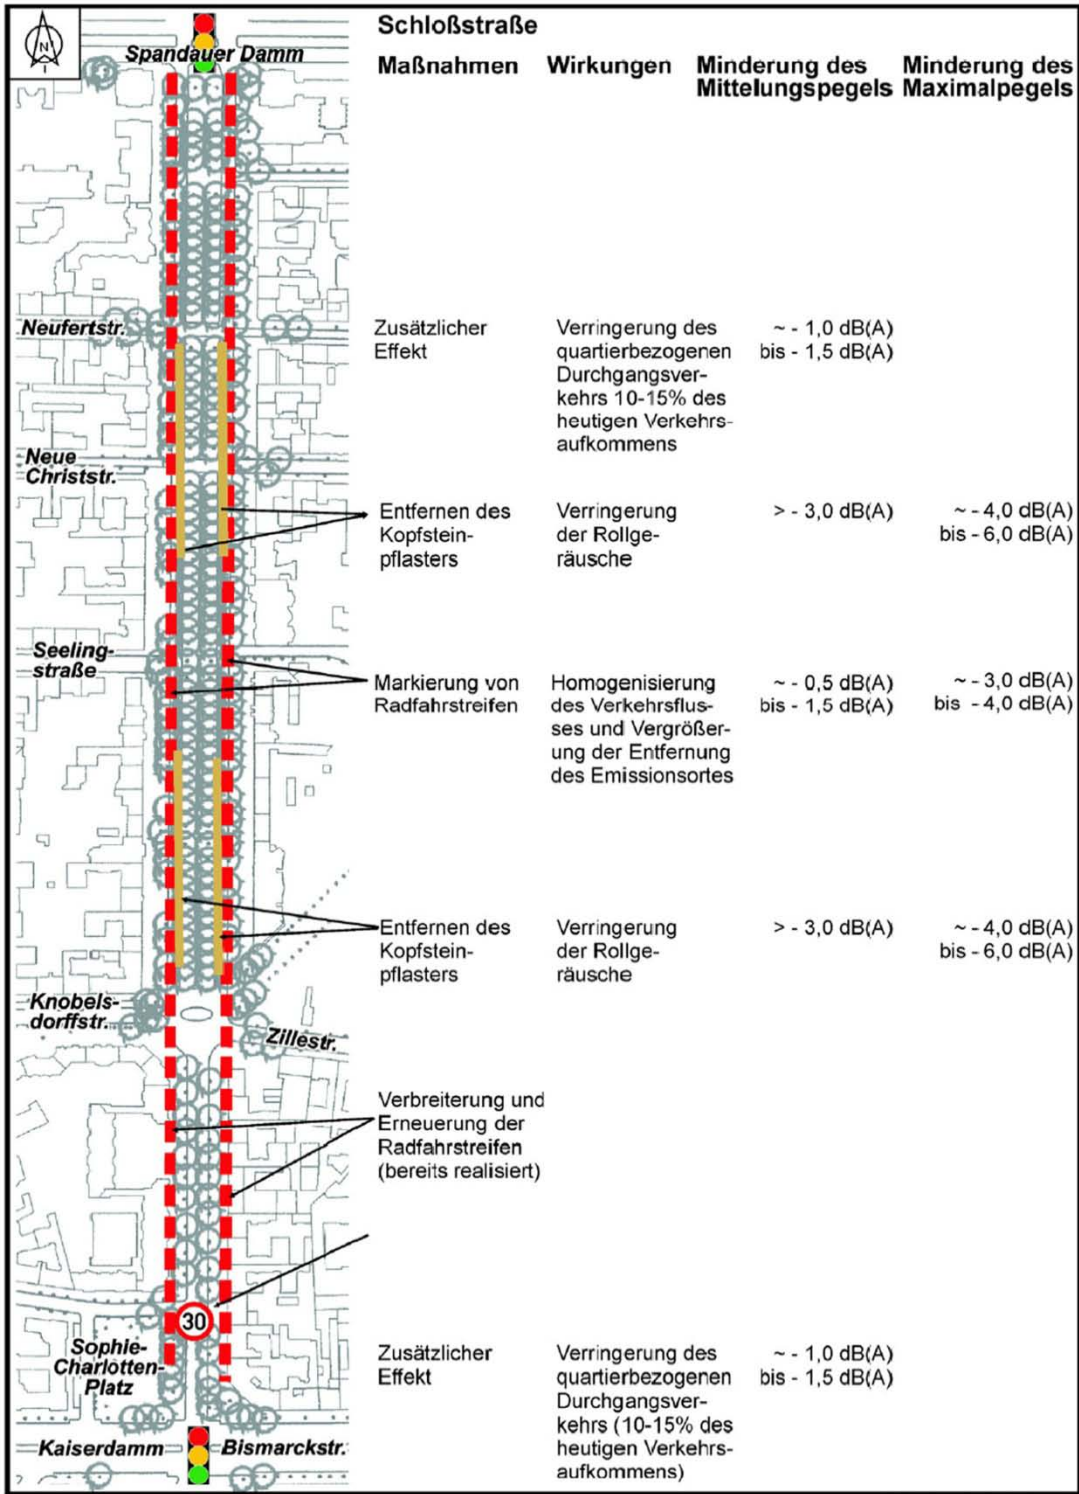 N
Spandauer Damm
Schloßstraße
Maßnahmen
Wirkungen
Minderung des
Mittelungspegels
Minderung des
Maximalpegels
Neufertstr.
Zusätzlicher
Effekt
Verringerung des
quartierbezogenen
Durchgangsver-
kehrs 10-15% des
heutigen Verkehrs-
aufkommens
~ - 1,0 dB(A)
bis - 1,5 dB(A)
Neue
Christstr.
Entfernen des
Kopfstein-
pflasters
Verringerung
der Rollge-
räusche
> - 3,0 dB(A)
~ - 4,0 dB(A)
bis - 6,0 dB(A)
Seeling-
straße
Markierung von
Radfahrstreifen
Homogenisierung
des Verkehrsflus-
ses und Vergrößer-
ung der Entfernung
des Emissionsortes
~ - 0,5 dB(A)
bis - 1,5 dB(A)
~ - 3,0 dB(A)
bis - 4,0 dB(A)
Entfernen des
Kopfstein-
pflasters
Verringerung
der Rollge-
räusche
> - 3,0 dB(A)
~ - 4,0 dB(A)
bis - 6,0 dB(A)
Knobels-
dorffstr.
Zillestr.
Verbreiterung und
Erneuerung der
Radfahrstreifen
(bereits realisiert)
30
Sophie-
Charlotten-
Platz
Zusätzlicher
Effekt
Verringerung des
quartierbezogenen
Durchgangsver-
kehrs (10-15% des
heutigen Verkehrs-
aufkommens)
~ - 1,0 dB(A)
bis - 1,5 dB(A)
Kaiserdamm
Bismarckstr.